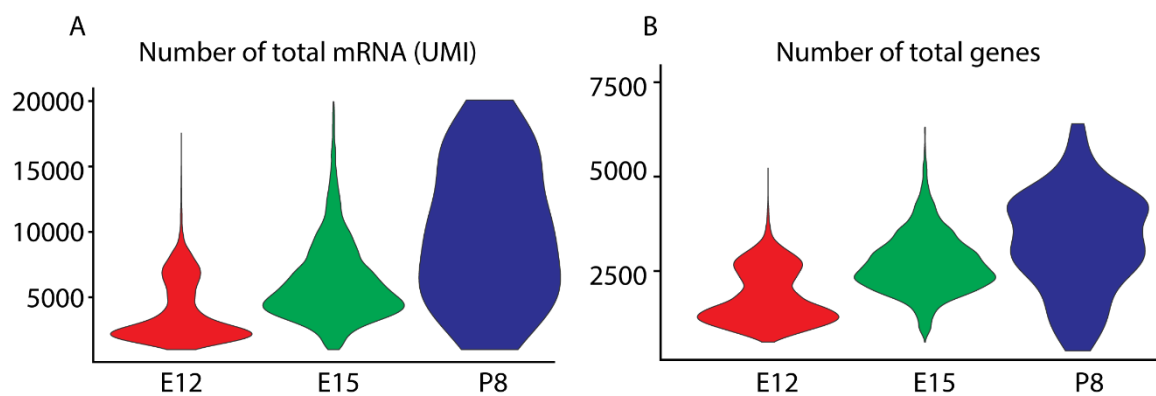 A
Number of total mRNA (UMI)
20000
15000
10000
5000
E12 E15 P8
B
Number of total genes
7500
5000
2500
E12 E15 P8